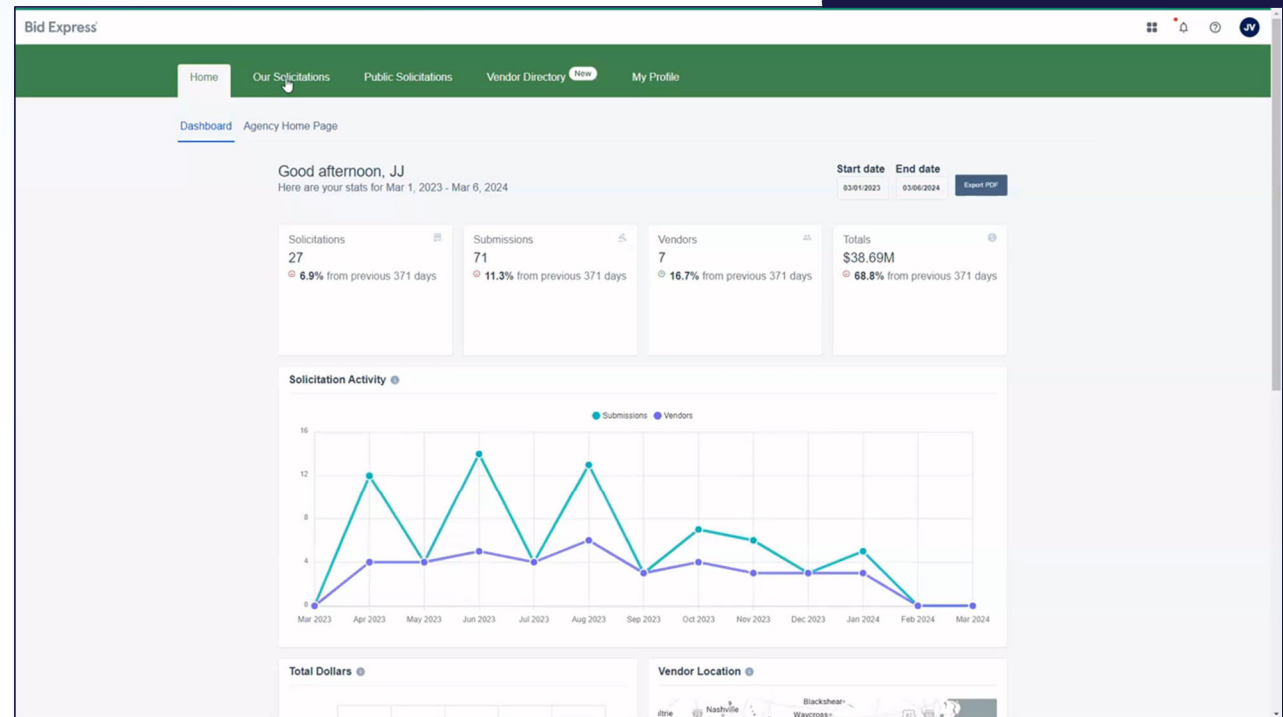 Bid Express
JV
Home
Our Solicitations
Public Solicitations
Vendor Directory New
My Profile
Dashboard
Agency Home Page
Good afternoon, JJ
Here are your stats for Mar 1, 2023 - Mar 6, 2024
Start date
End date
03/01/2023
03/06/2024
Export PDF
Solicitations
27
6.9% from previous 371 days
Submissions
71
11.3% from previous 371 days
Vendors
7
16.7% from previous 371 days
Totals
$38.69M
68.8% from previous 371 days
Solicitation Activity
Submissions Vendors
16
12
8
4
0
Mar 2023 Apr 2023 May 2023 Jun 2023 Jul 2023 Aug 2023 Sep 2023 Oct 2023 Nov 2023 Dec 2023 Jan 2024 Feb 2024 Mar 2024
Total Dollars
Vendor Location
Nashville
Blackshear
Waycross